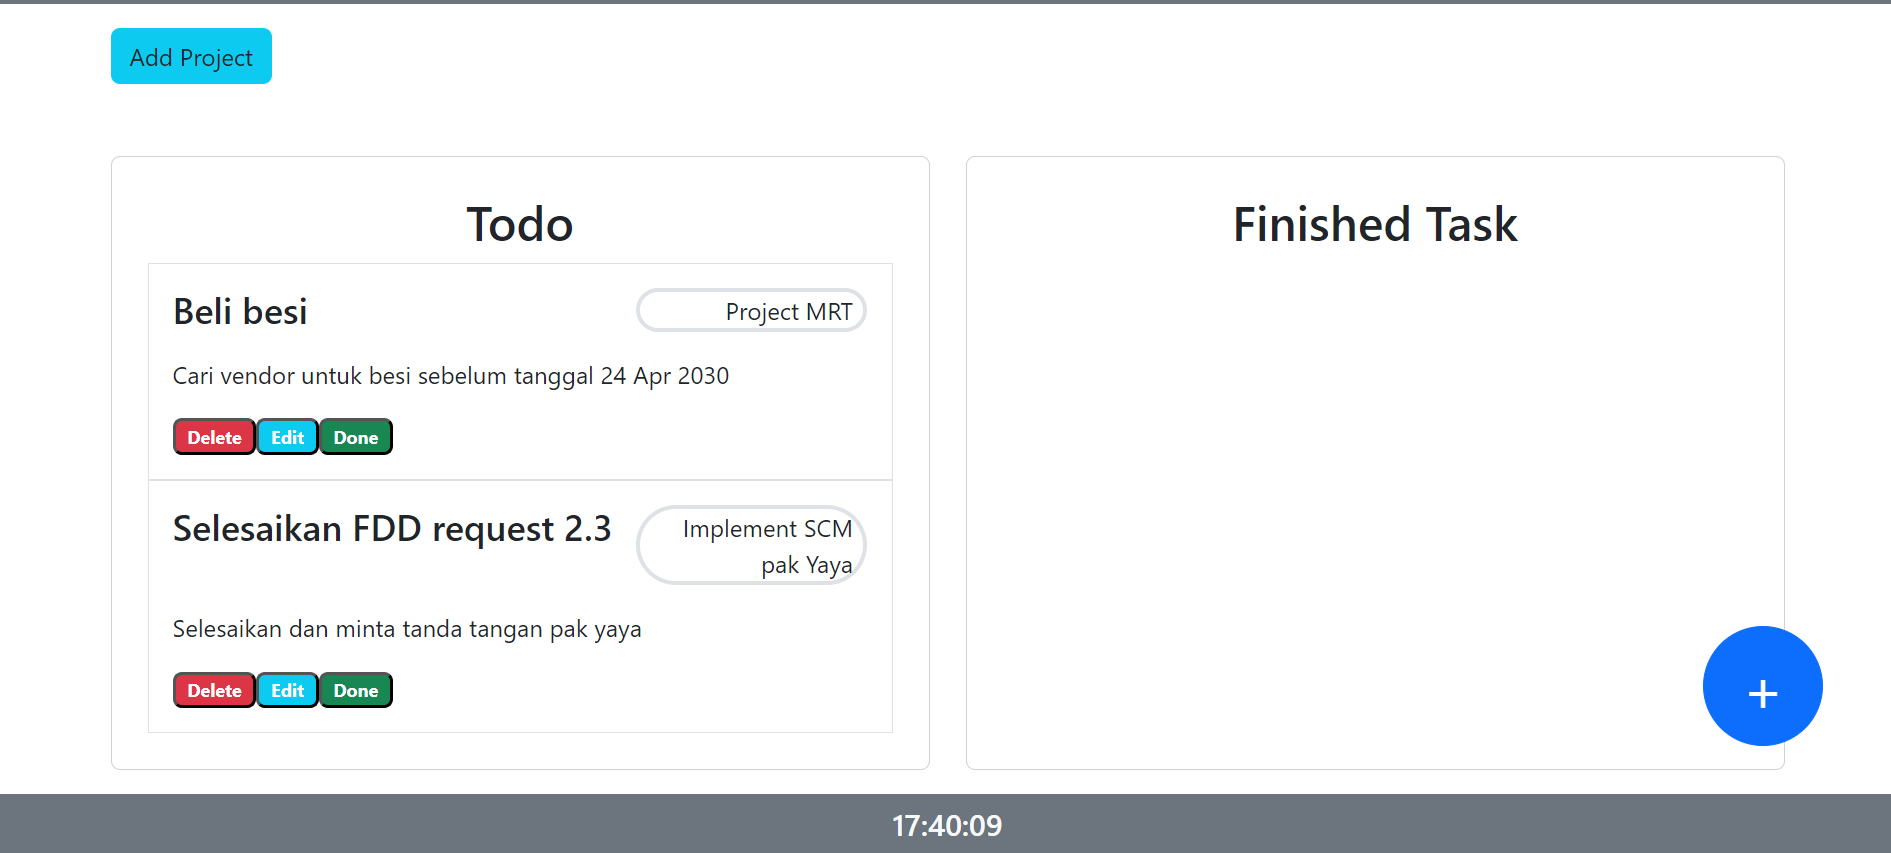 Add Project
Todo
Beli besi
Project MRT
Cari vendor untuk besi sebelum tanggal 24 Apr 2030
Delete Edit Done
Selesaikan FDD request 2.3
Implement SCM
pak Yaya
Selesaikan dan minta tanda tangan pak yaya
Delete Edit Done
Finished Task
+
17:40:09